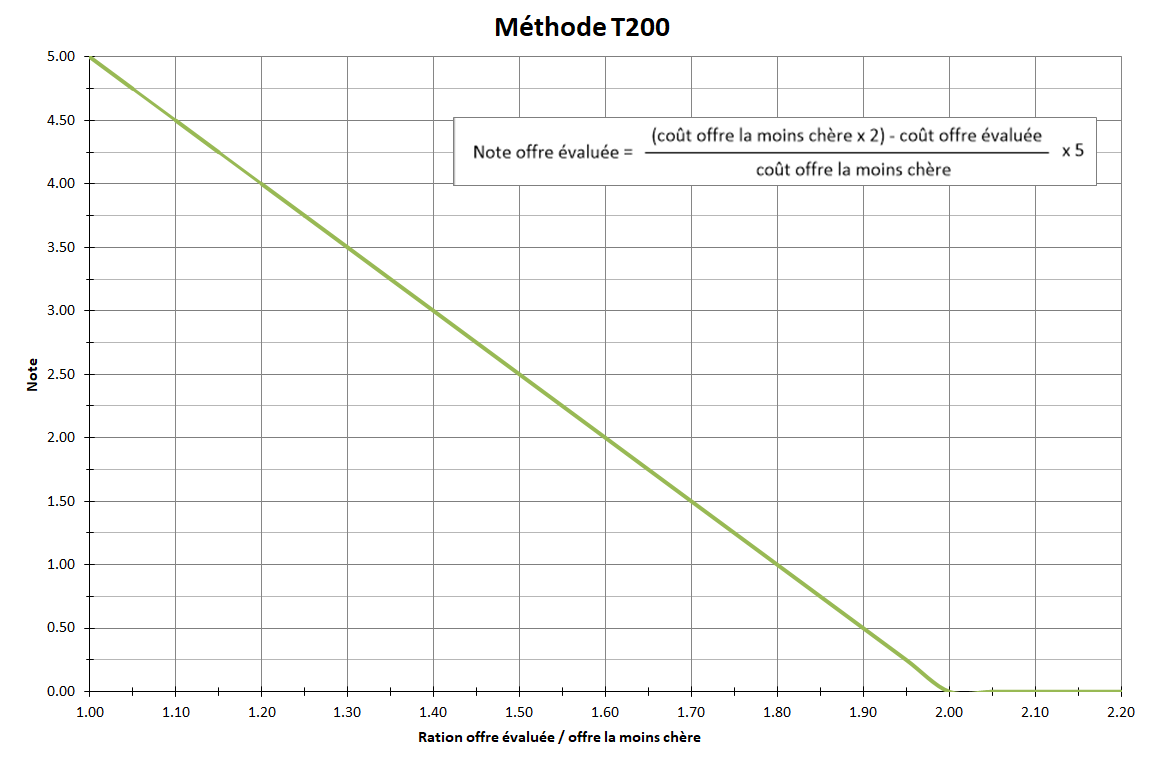 Méthode T200
5.00
4.50
4.00
3.50
3.00
2.50
2.00
1.50
1.00
0.50
0.00
Note
Note offre évaluée = (coût offre la moins chère x 2) - coût offre évaluée x 5
coût offre la moins chère
1.00 1.10 1.20 1.30 1.40 1.50 1.60 1.70 1.80 1.90 2.00 2.10 2.20
Ration offre évaluée / offre la moins chère